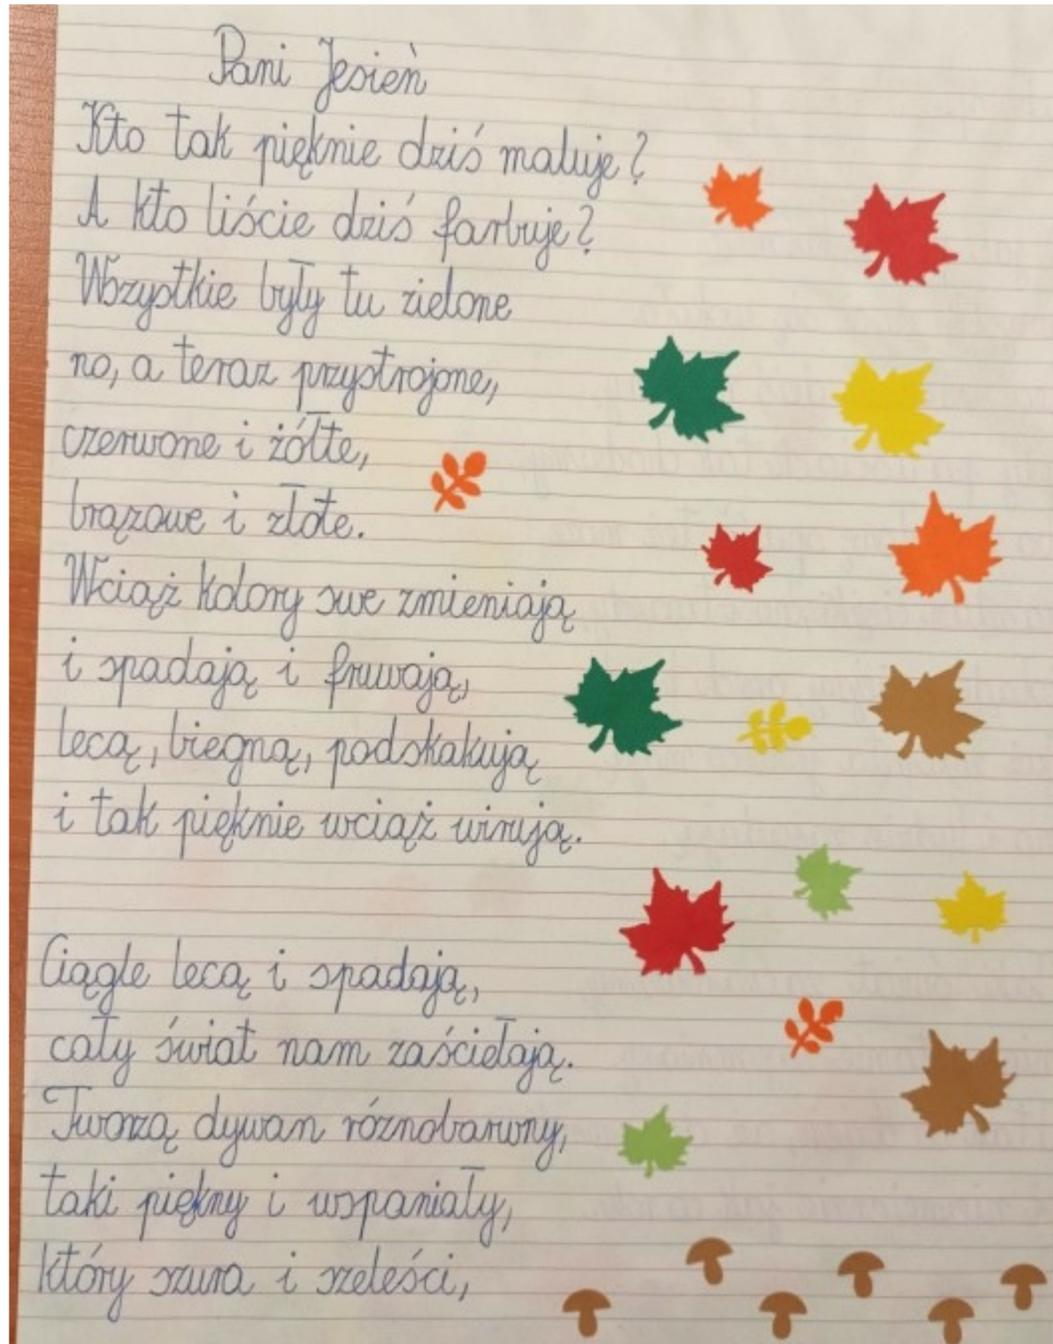 Pani Jesień
Kto tak pięknie dziś maluje?
A kto liście dziś farbuje?
Wszystkie były tu zielone
no, a teraz przystrojone,
czerwone i żółte,
brązowe i złote.
Wciąż kolory swe zmieniają
i spadają i fruwają,
lecą, biegną, podskakują
i tak pięknie wciąż wirują.
Ciągle lecą i spadają,
cały świat nam zaścielają.
Tworzą dywan różnobarwny,
taki piękny i wspaniały,
który szura i szeleści,